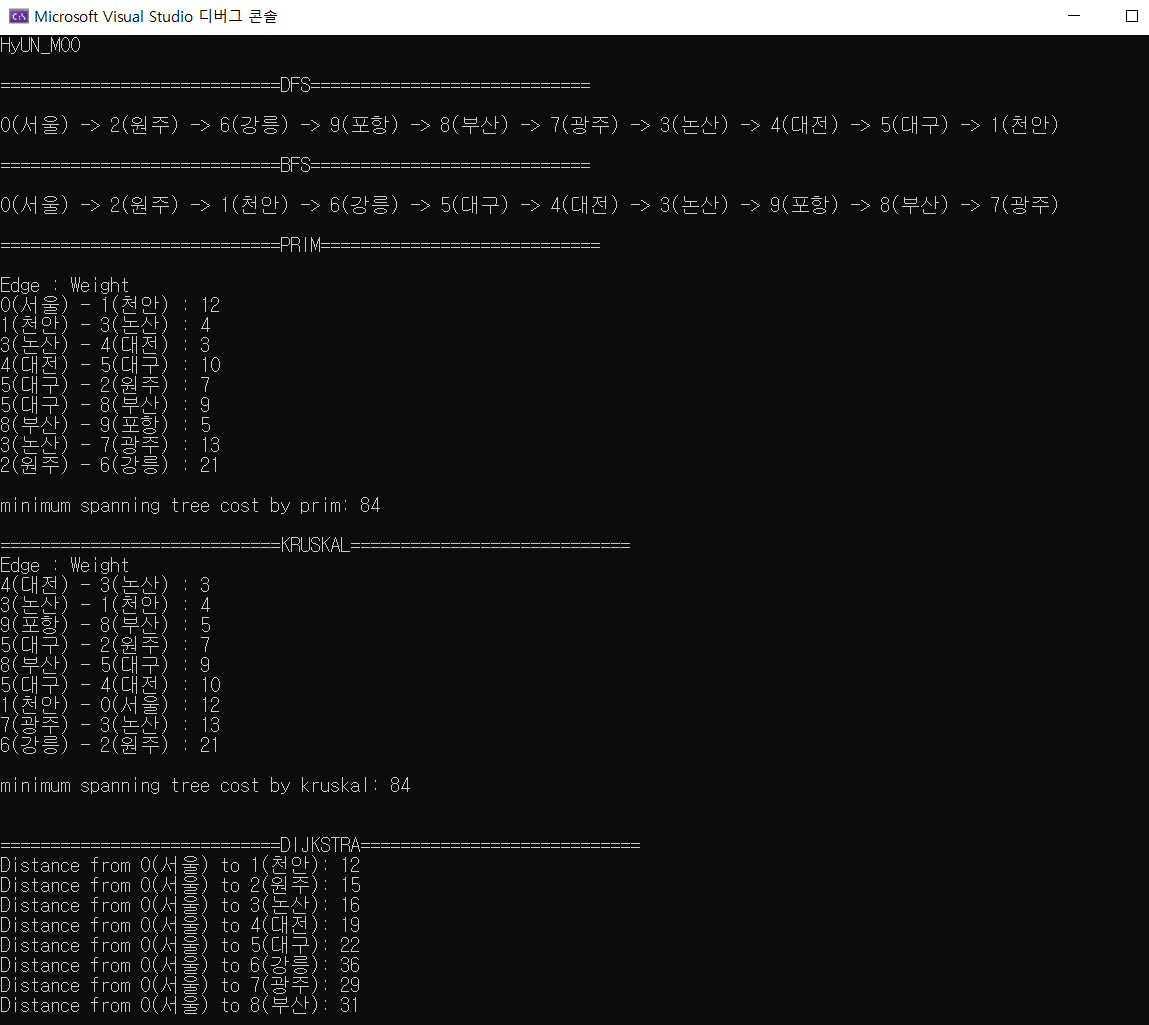 Microsoft Visual Studio 디버그 콘솔
HyUN_MOO
============================DFS============================
0(서울) -> 2(원주) -> 6(강릉) -> 9(포항) -> 8(부산) -> 7(광주) -> 3(논산) -> 4(대전) -> 5(대구) -> 1(천안)
============================BFS============================
0(서울) -> 2(원주) -> 1(천안) -> 6(강릉) -> 5(대구) -> 4(대전) -> 3(논산) -> 9(포항) -> 8(부산) -> 7(광주)
============================PRIM============================
Edge : Weight
0(서울) - 1(천안) : 12
1(천안) - 3(논산) : 4
3(논산) - 4(대전) : 3
4(대전) - 5(대구) : 10
5(대구) - 2(원주) : 7
5(대구) - 8(부산) : 9
8(부산) - 9(포항) : 5
3(논산) - 7(광주) : 13
2(원주) - 6(강릉) : 21
minimum spanning tree cost by prim: 84
============================KRUSKAL============================
Edge : Weight
4(대전) - 3(논산) : 3
3(논산) - 1(천안) : 4
9(포항) - 8(부산) : 5
5(대구) - 2(원주) : 7
8(부산) - 5(대구) : 9
5(대구) - 4(대전) : 10
1(천안) - 0(서울) : 12
7(광주) - 3(논산) : 13
6(강릉) - 2(원주) : 21
minimum spanning tree cost by kruskal: 84
============================DIJKSTRA============================
Distance from 0(서울) to 1(천안): 12
Distance from 0(서울) to 2(원주): 15
Distance from 0(서울) to 3(논산): 16
Distance from 0(서울) to 4(대전): 19
Distance from 0(서울) to 5(대구): 22
Distance from 0(서울) to 6(강릉): 36
Distance from 0(서울) to 7(광주): 29
Distance from 0(서울) to 8(부산): 31